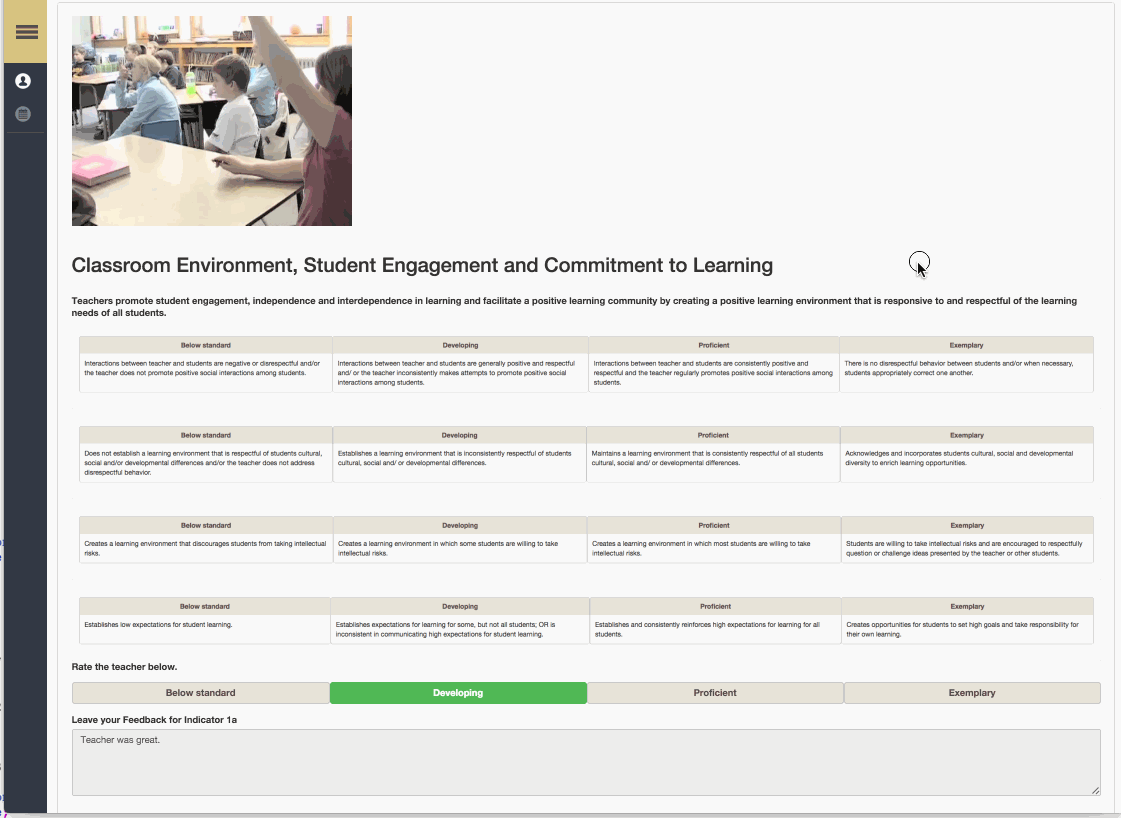 Classroom Environment, Student Engagement and Commitment to Learning
Teachers promote student engagement, independence and interdependence in learning and facilitate a positive learning community by creating a positive learning environment that is responsive to and respectful of the learning
needs of all students.
Below standard Developing Proficient Exemplary
Interactions between teacher and students are negative or disrespectful and/or
the teacher does not promote positive social interactions among students.
Interactions between teacher and students are generally positive and respectful
and/ or the teacher inconsistently makes attempts to promote positive social
interactions among students.
Interactions between teacher and students are consistently positive and
respectful and the teacher regularly promotes positive social interactions among
students.
There is no disrespectful behavior between students and/or when necessary,
students appropriately correct one another.
Below standard Developing Proficient Exemplary
Does not establish a learning environment that is respectful of students cultural,
social and/or developmental differences and/or the teacher does not address
disrespectful behavior.
Establishes a learning environment that is inconsistently respectful of students
cultural, social and/ or developmental differences.
Maintains a learning environment that is consistently respectful of all students
cultural, social and/ or developmental differences.
Acknowledges and incorporates students cultural, social and developmental
diversity to enrich learning opportunities.
Below standard Developing Proficient Exemplary
Creates a learning environment that discourages students from taking intellectual
risks.
Creates a learning environment in which some students are willing to take
intellectual risks.
Creates a learning environment in which most students are willing to take
intellectual risks.
Students are willing to take intellectual risks and are encouraged to respectfully
question or challenge ideas presented by the teacher or other students.
Below standard Developing Proficient Exemplary
Establishes low expectations for student learning.
Establishes expectations for learning for some, but not all students; OR is
inconsistent in communicating high expectations for student learning.
Establishes and consistently reinforces high expectations for learning for all
students.
Creates opportunities for students to set high goals and take responsibility for
their own learning.
Rate the teacher below.
Below standard Developing Proficient Exemplary
Leave your Feedback for Indicator 1a
Teacher was great.